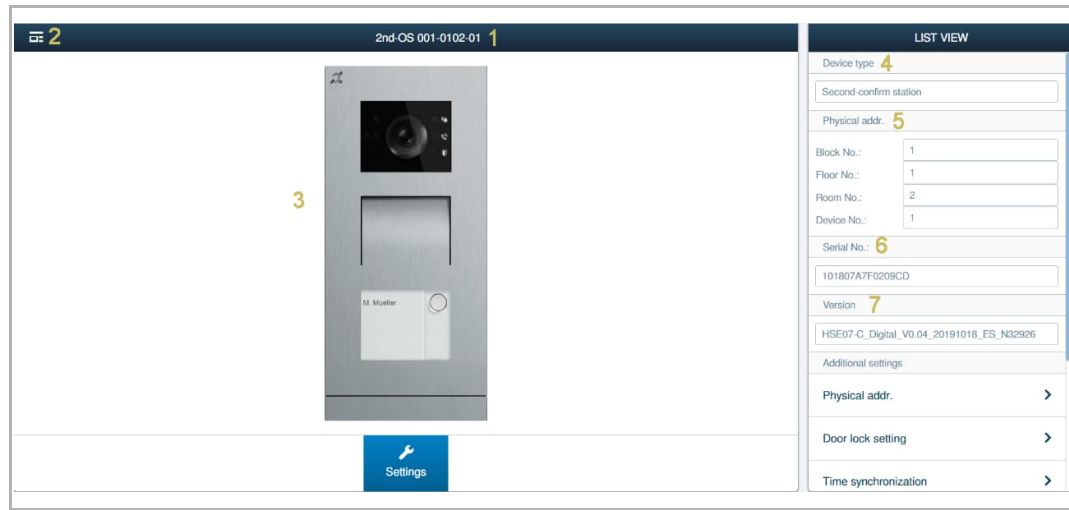 2
2nd-OS 001-0102-01 1
LIST VIEW
Device type 4
Second-confirm station
Physical addr. 5
Block No.: 1
Floor No.: 1
Room No.: 2
Device No.: 1
Serial No.: 6
101807A7F0209CD
Version 7
HSE07-C_Digital_V0.04_20191018_ES_N32926
Additional settings
Physical addr.
Door lock setting
Time synchronization
3
M. Mueller
Settings